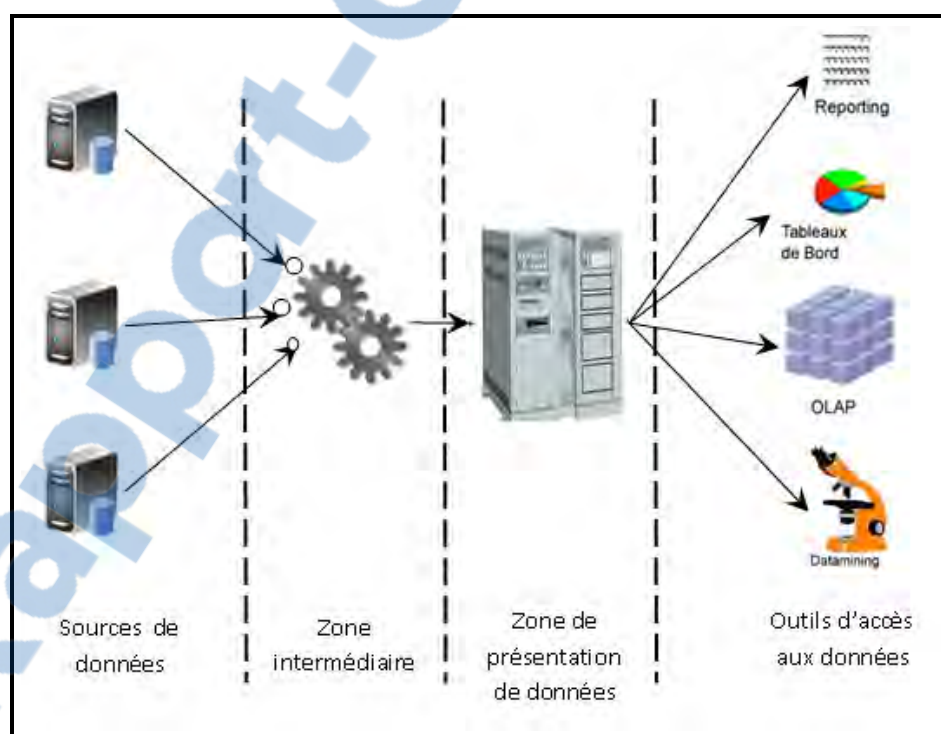 Reporting
Tableaux
de Bord
OLAP
Datamining
Sources de
données
Zone
intermédiaire
Zone de
présentation
de données
Outils d'accès
aux données